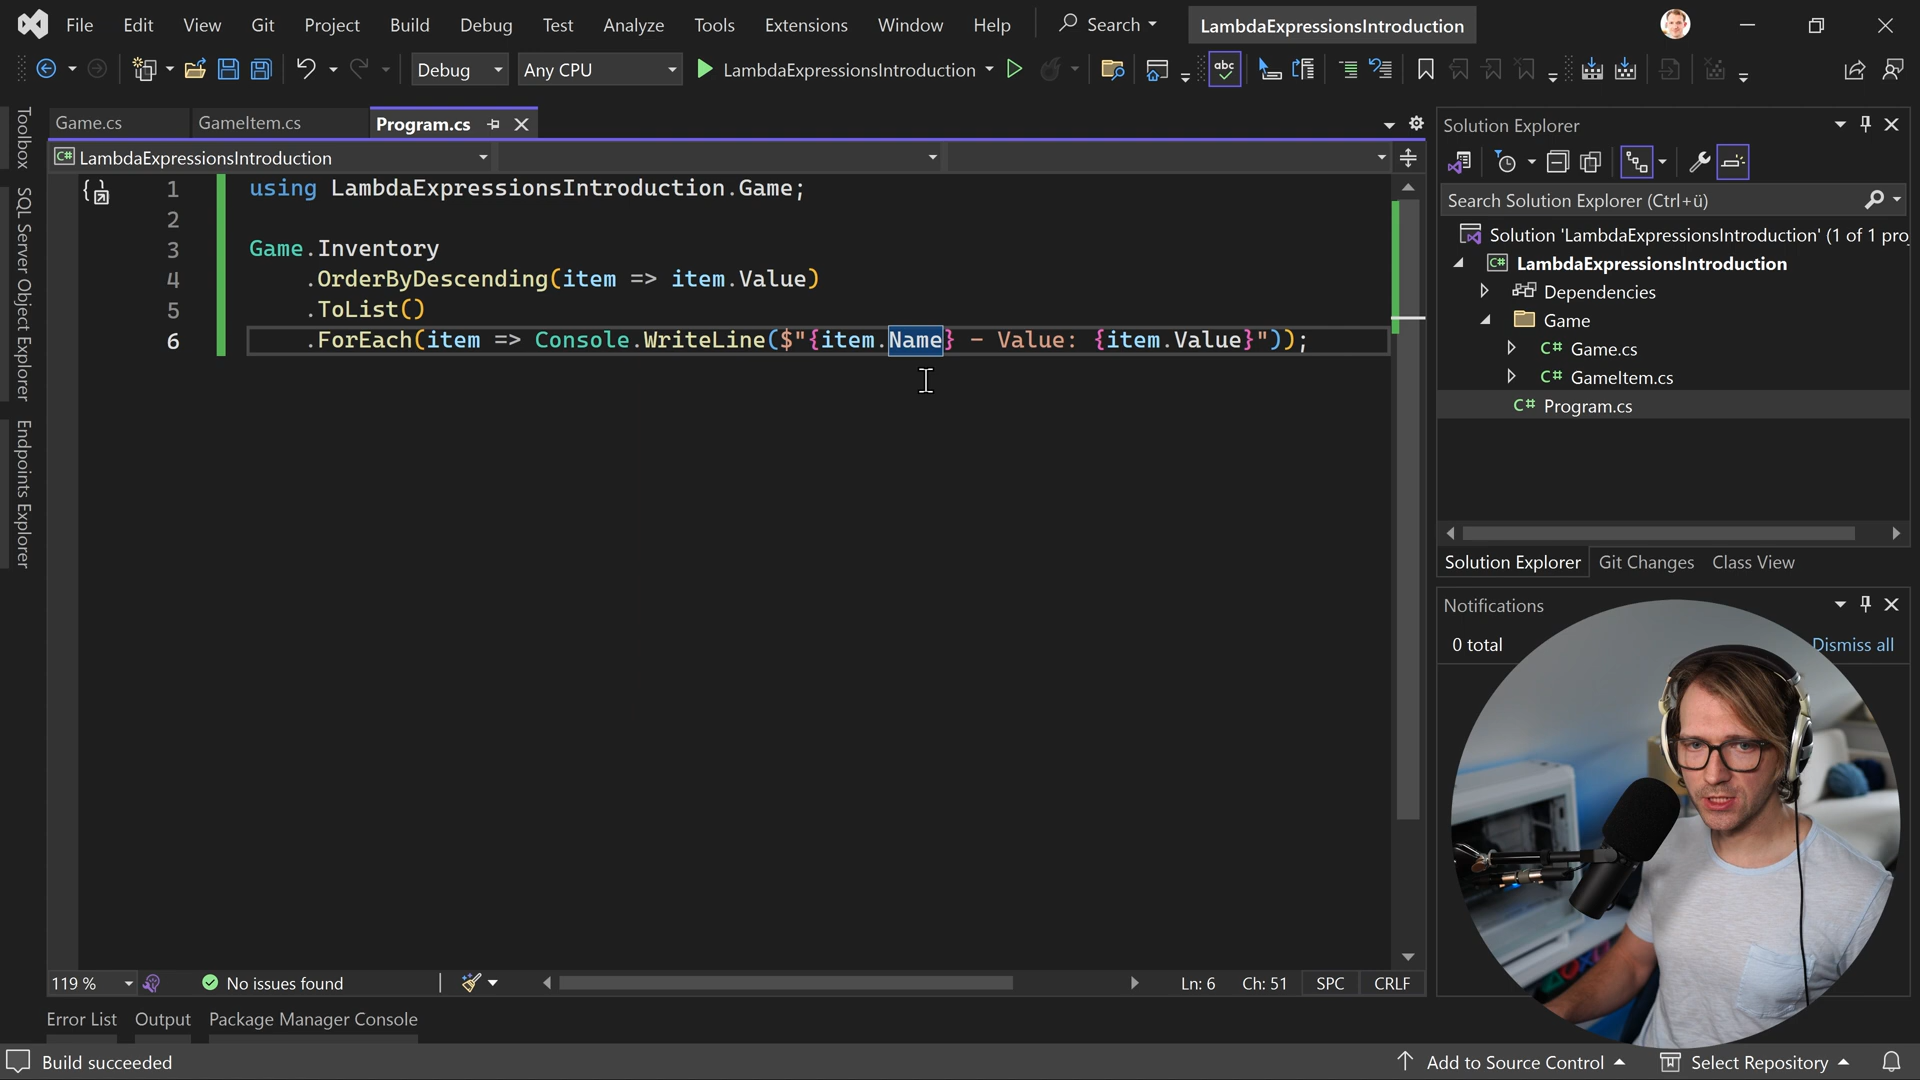 File Edit View Git Project Build Debug Test Analyze Tools Extensions Window Help Search LambdaExpressionsIntroduction
Debug Any CPU LambdaExpressionsIntroduction abc
Toolbox
SQL Server Object Explorer
Endpoints Explorer
Game.cs GameItem.cs Program.cs
C# LambdaExpressionsIntroduction
1 using LambdaExpressionsIntroduction.Game;
2
3 Game.Inventory
4 .OrderByDescending(item => item.Value)
5 .ToList()
6 .ForEach(item => Console.WriteLine($"{item.Name} - Value: {item.Value}"));
119 % No issues found Ln: 6 Ch: 51 SPC CRLF
Error List Output Package Manager Console
Build succeeded Add to Source Control Select Repository
Solution Explorer
Search Solution Explorer (Ctrl+ü)
Solution 'LambdaExpressionsIntroduction' (1 of 1 pro
C# LambdaExpressionsIntroduction
Dependencies
Game
C# Game.cs
C# GameItem.cs
C# Program.cs
Solution Explorer Git Changes Class View
Notifications
0 total Dismiss all